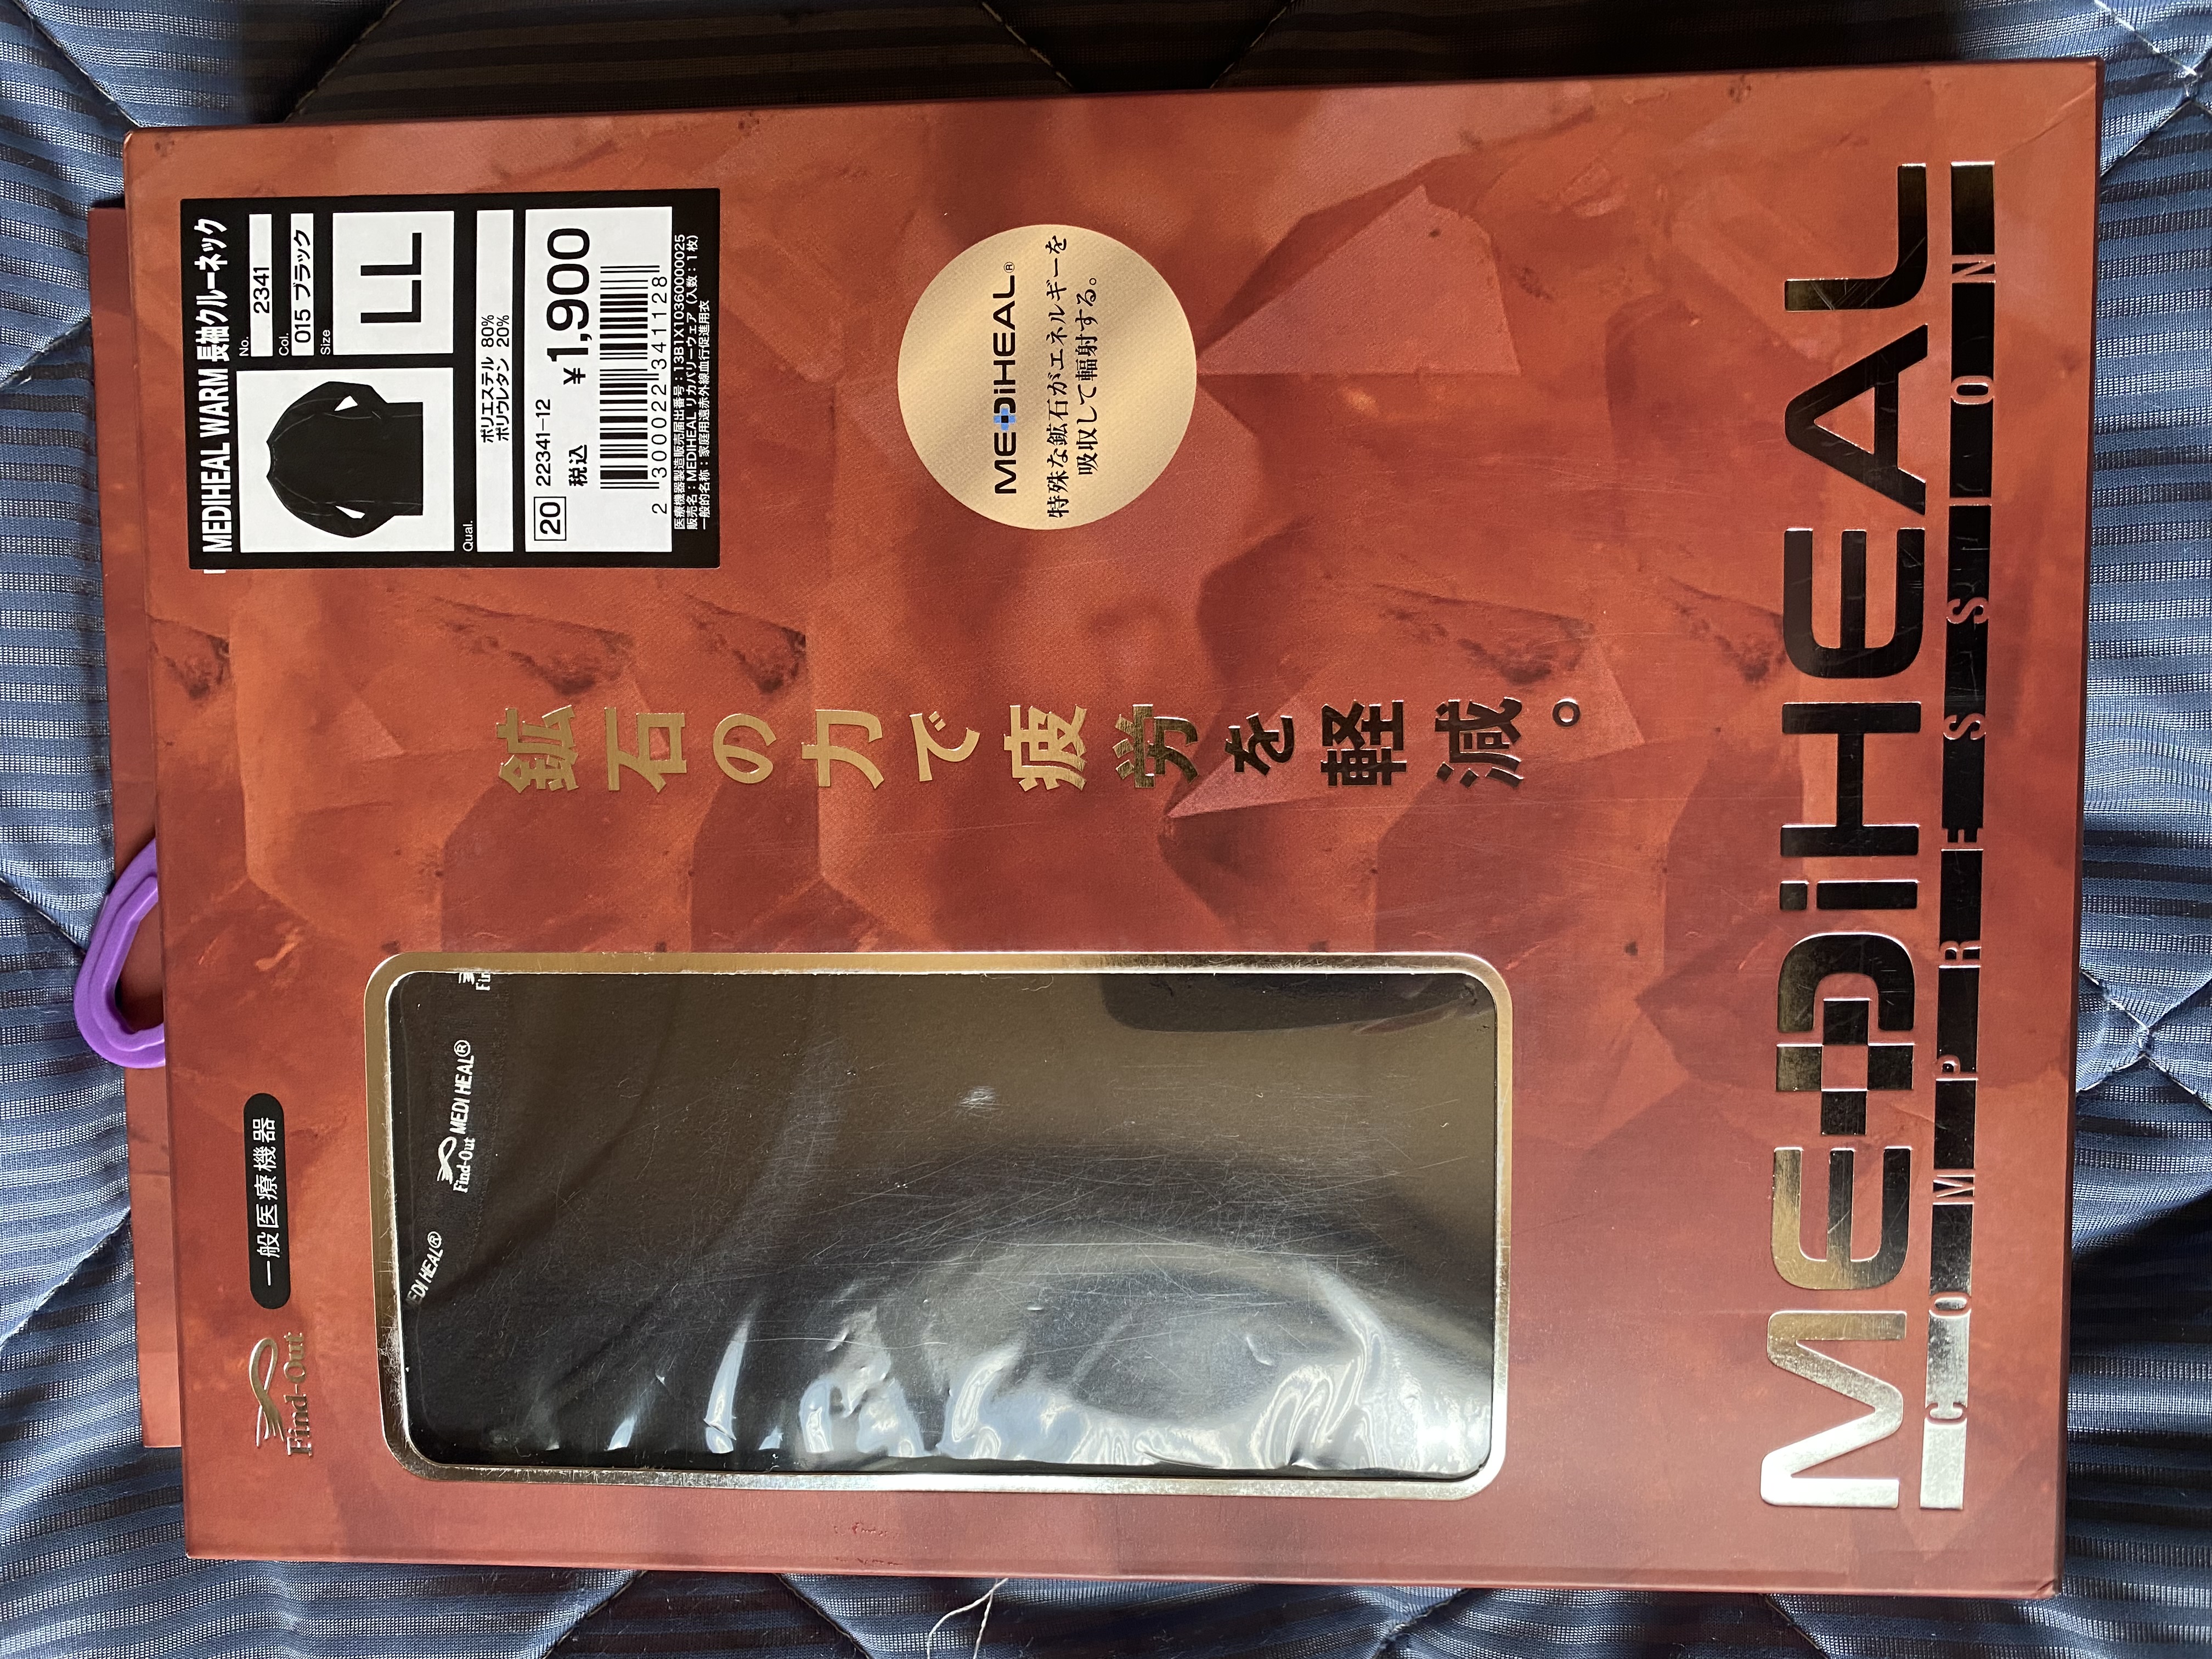 MEDIHEAL WARM 長袖クルーネック
No.
2341
Col.
015 ブラック
Size
LL
Qual.
ポリエステル 80%
ポリウレタン 20%
20 22341-12
税込 ¥1,900
2 300022 341128
医療機器製造販売届出番号:13B1X10360000025
販売名:MEDIHEAL リカバリーウェア(入数:1枚)
一般的名称:家庭用遠赤外線血行促進用衣
一般医療機器
Find-Out
MEDIHEAL®
特殊な鉱石がエネルギーを
吸収して輻射する。
鉱石の力で疲労を軽減。
EDI HEAL®
Find-Out MEDI HEAL®
Fin
MEDiHEAL
COMPRESSION